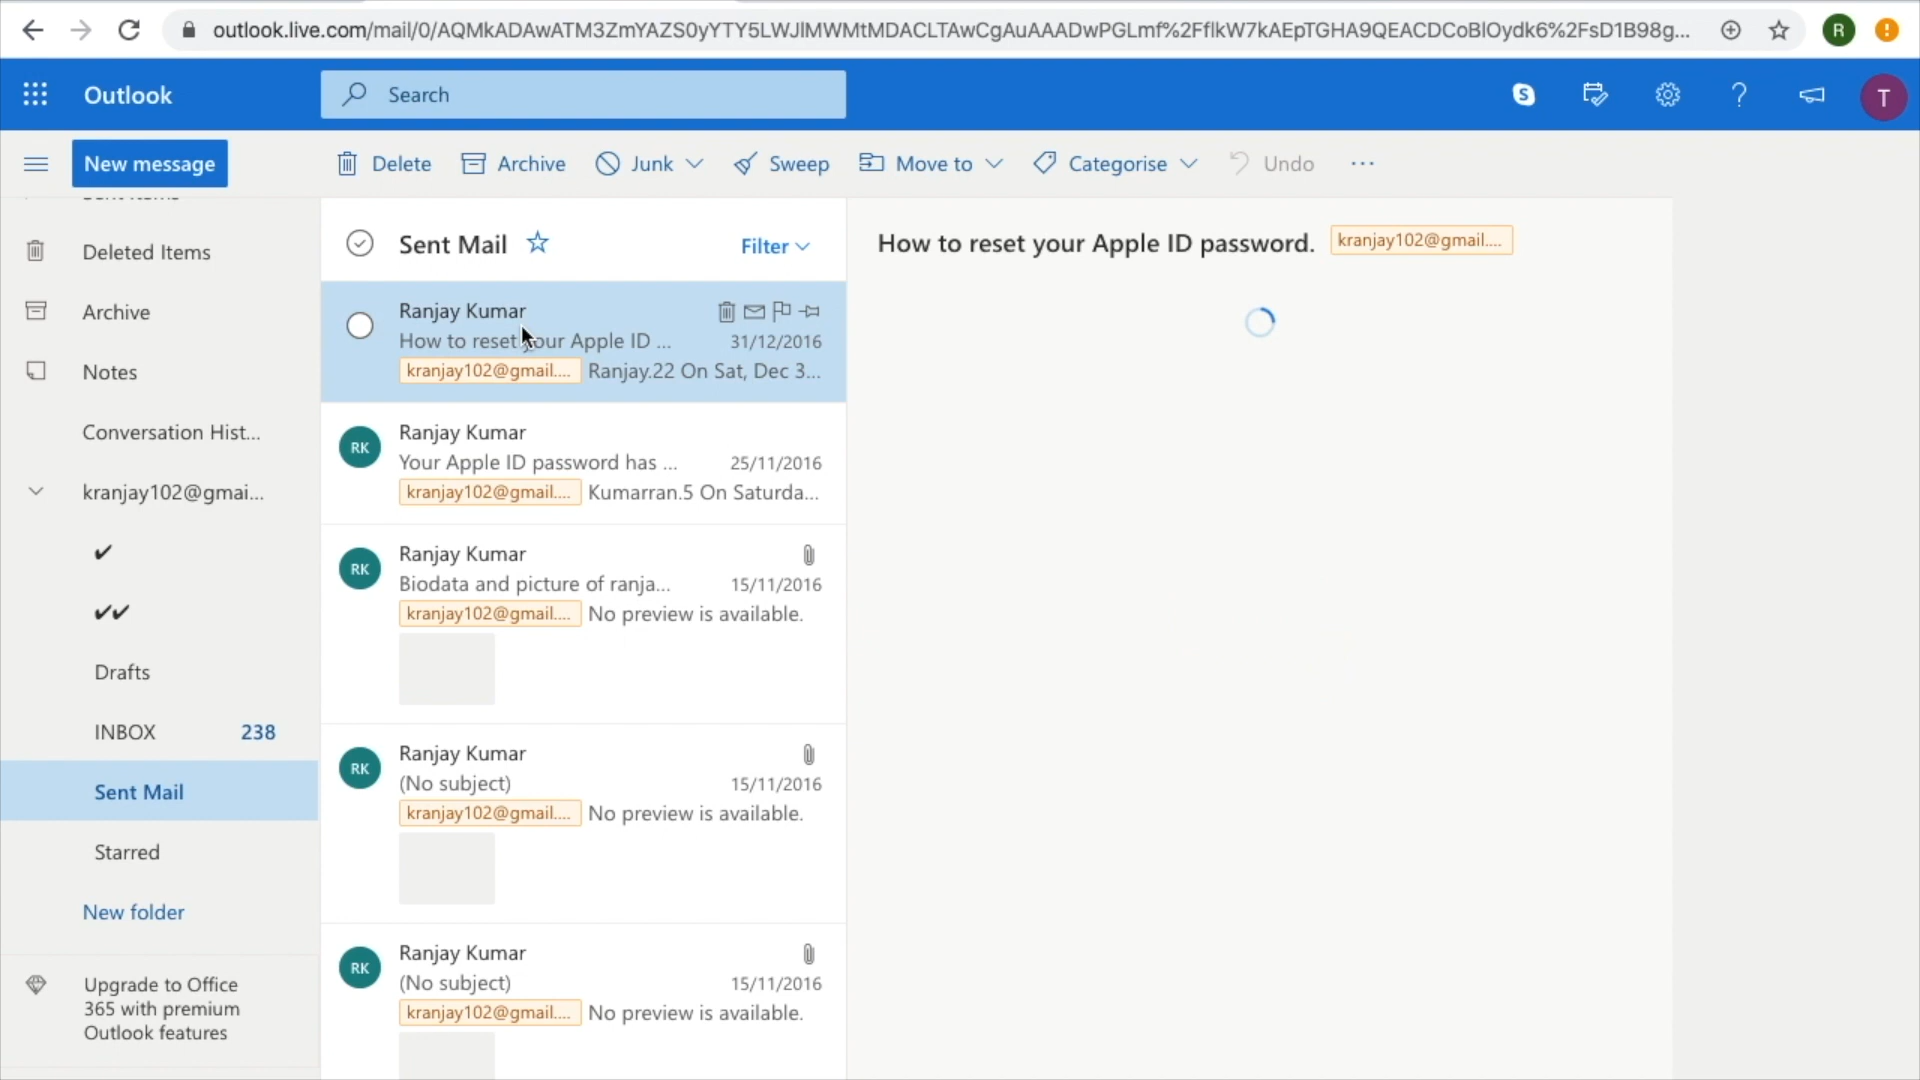 outlook.live.com/mail/0/AQMkADAwATM3ZmYAZS0yYTY5LWJlMWMtMDACLTAwCgAuAAADwPGLmf%2FflkW7kAEpTGHA9QEACDCoBlOydk6%2FsD1B98g...
R
Outlook
Search
T
New message
Delete
Archive
Junk
Sweep
Move to
Categorise
Undo
Sent Items
Deleted Items
Archive
Notes
Conversation Hist...
kranjay102@gmai...
✔
✔✔
Drafts
INBOX 238
Sent Mail
Starred
New folder
Upgrade to Office
365 with premium
Outlook features
Sent Mail
Filter
Ranjay Kumar
How to reset your Apple ID ... 31/12/2016
kranjay102@gmail.... Ranjay.22 On Sat, Dec 3...
RK
Ranjay Kumar
Your Apple ID password has ... 25/11/2016
kranjay102@gmail.... Kumarran.5 On Saturda...
RK
Ranjay Kumar
Biodata and picture of ranja... 15/11/2016
kranjay102@gmail.... No preview is available.
RK
Ranjay Kumar
(No subject) 15/11/2016
kranjay102@gmail.... No preview is available.
RK
Ranjay Kumar
(No subject) 15/11/2016
kranjay102@gmail.... No preview is available.
How to reset your Apple ID password. kranjay102@gmail....